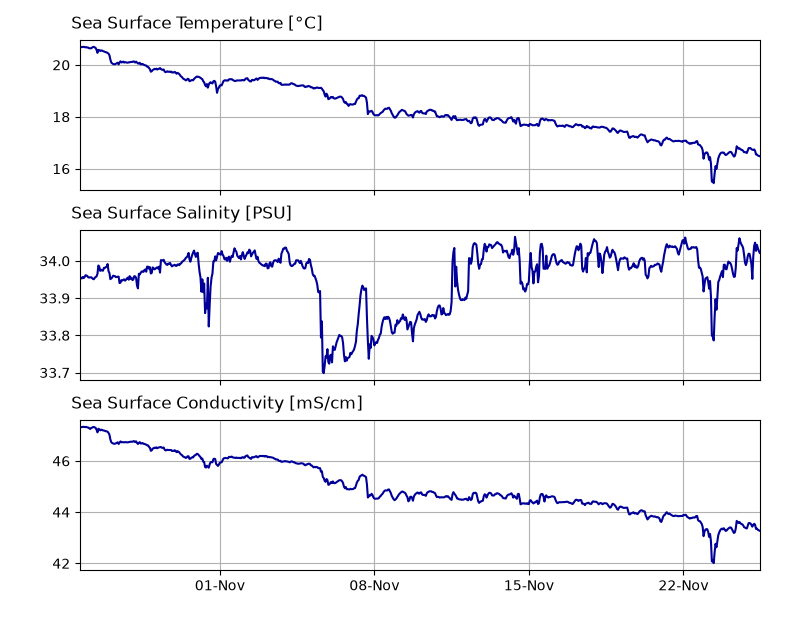 Sea Surface Temperature [°C]
20
18
16
Sea Surface Salinity [PSU]
34.0
33.9
33.8
33.7
Sea Surface Conductivity [mS/cm]
46
44
42
01-Nov 08-Nov 15-Nov 22-Nov